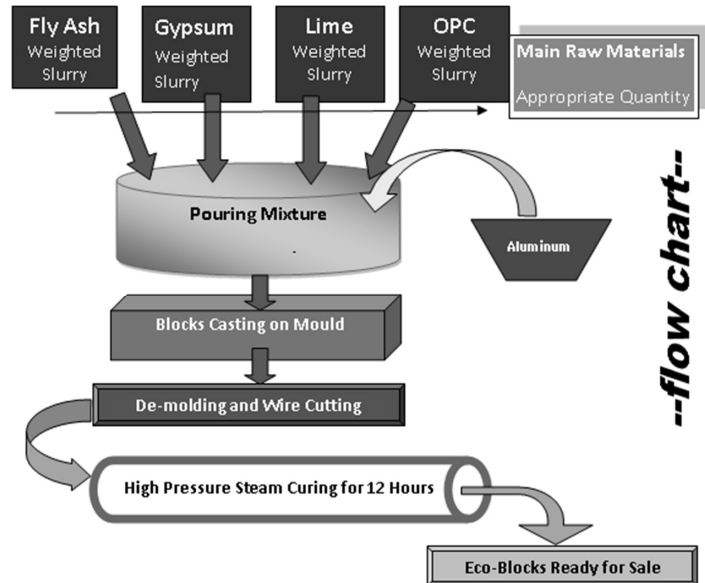 Fly Ash
Weighted
Slurry
Gypsum
Weighted
Slurry
Lime
Weighted
Slurry
OPC
Weighted
Slurry
Main Raw Materials
Appropriate Quantity
Pouring Mixture
Aluminum
Blocks Casting on Mould
De-molding and Wire Cutting
High Pressure Steam Curing for 12 Hours
Eco-Blocks Ready for Sale
--flow chart--